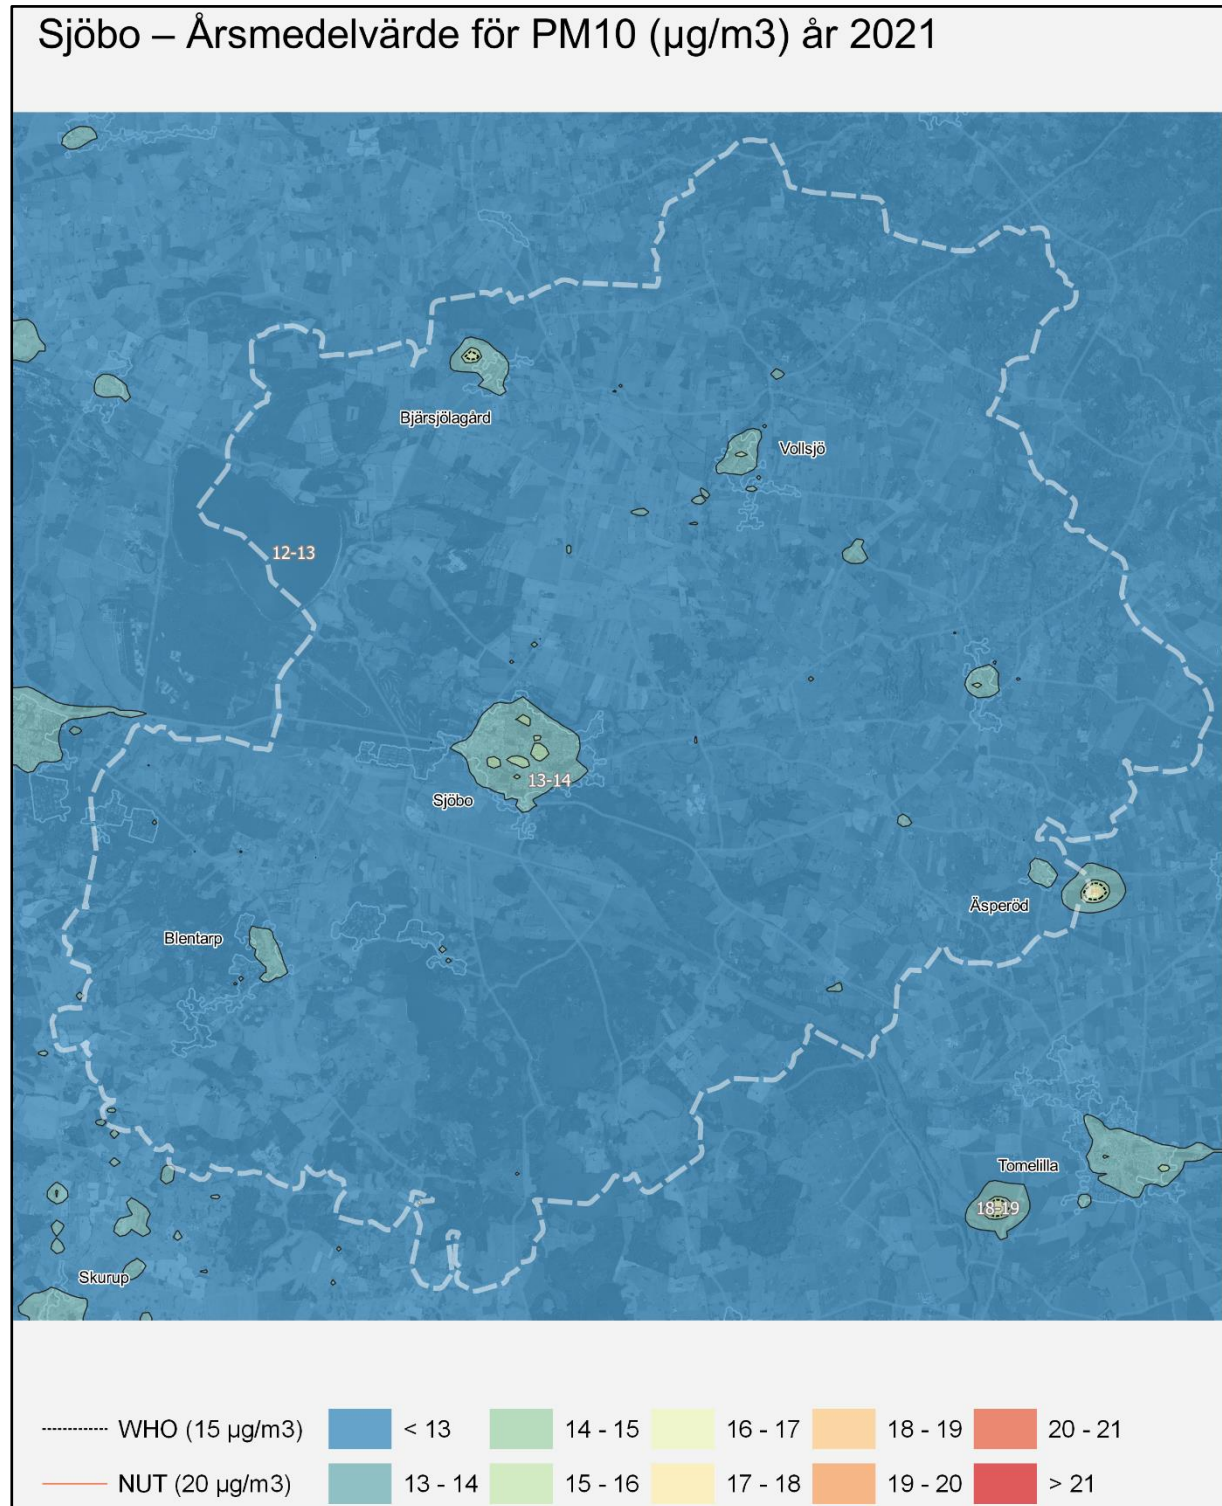 Sjöbo – Årsmedelvärde för PM10 (µg/m3) år 2021
Bjärsjölagård
Vollsjö
12-13
13-14
Sjöbo
Äsperöd
Blentarp
Tomelilla
18-19
Skurup
WHO (15 µg/m3) < 13 14 - 15 16 - 17 18 - 19 20 - 21
NUT (20 µg/m3) 13 - 14 15 - 16 17 - 18 19 - 20 > 21